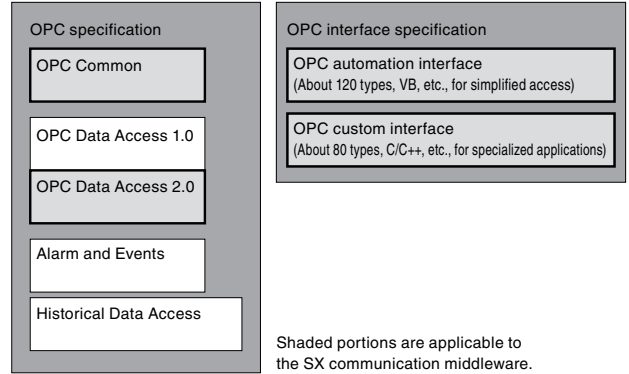 OPC specification
OPC Common
OPC Data Access 1.0
OPC Data Access 2.0
Alarm and Events
Historical Data Access
OPC interface specification
OPC automation interface
(About 120 types, VB, etc., for simplified access)
OPC custom interface
(About 80 types, C/C++, etc., for specialized applications)
Shaded portions are applicable to
the SX communication middleware.